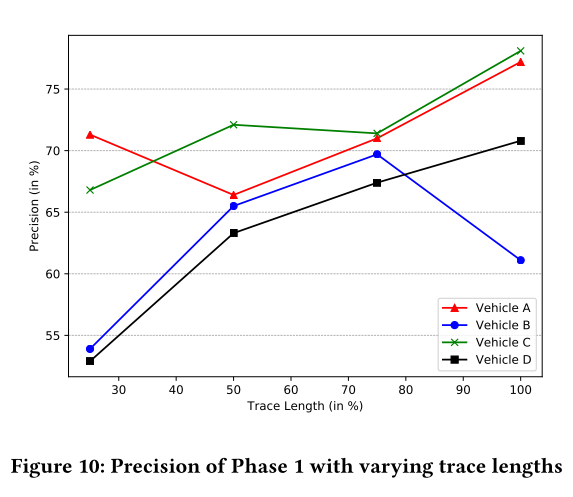 75
70
65
60
55
Precision (in %)
30 40 50 60 70 80 90 100
Trace Length (in %)
Vehicle A
Vehicle B
Vehicle C
Vehicle D
Figure 10: Precision of Phase 1 with varying trace lengths